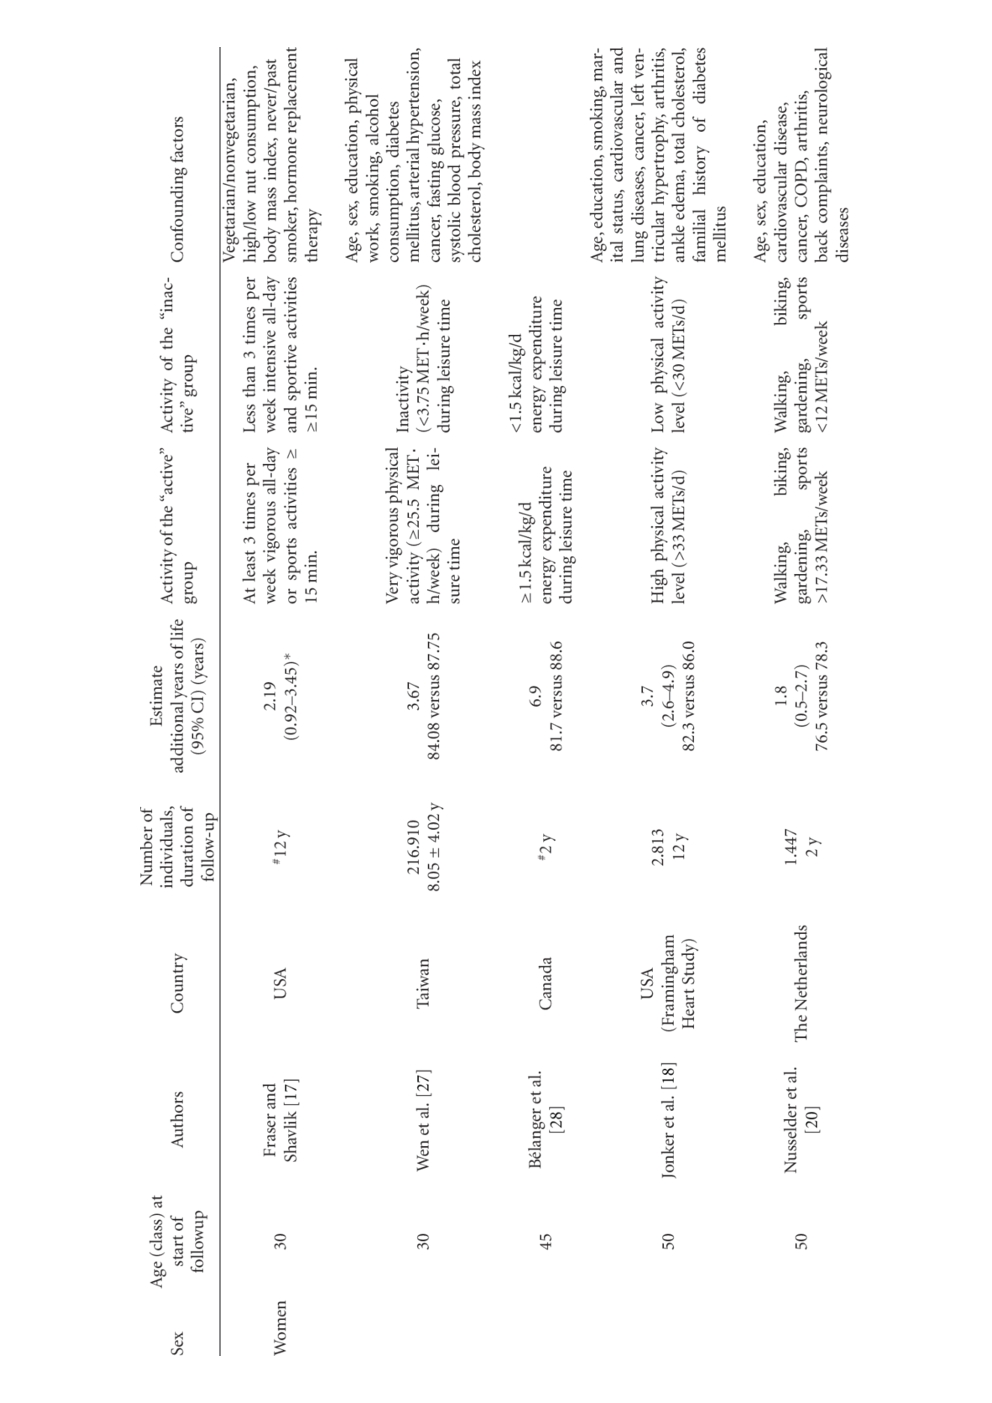 Sex
Age (class) at
start of
followup
Authors
Country
Number of
individuals,
duration of
follow-up
Estimate
additional years of life
(95% CI) (years)
Activity of the “active”
group
Activity of the “inac-
tive” group
Confounding factors
Women
30
Fraser and
Shavlik [17]
USA
#12 y
2.19
(0.92–3.45)*
At least 3 times per
week vigorous all-day
or sports activities ≥
15 min.
Less than 3 times per
week intensive all-day
and sportive activities
≥15 min.
Vegetarian/nonvegetarian,
high/low nut consumption,
body mass index, never/past
smoker, hormone replacement
therapy
30
Wen et al. [27]
Taiwan
216.910
8.05 ± 4.02 y
3.67
84.08 versus 87.75
Very vigorous physical
activity (≥25.5 MET·
h/week) during lei-
sure time
Inactivity
(<3.75 MET·h/week)
during leisure time
Age, sex, education, physical
work, smoking, alcohol
consumption, diabetes
mellitus, arterial hypertension,
cancer, fasting glucose,
systolic blood pressure, total
cholesterol, body mass index
45
Bélanger et al.
[28]
Canada
#2 y
6.9
81.7 versus 88.6
≥1.5 kcal/kg/d
energy expenditure
during leisure time
<1.5 kcal/kg/d
energy expenditure
during leisure time
50
Jonker et al. [18]
USA
(Framingham
Heart Study)
2.813
12 y
3.7
(2.6–4.9)
82.3 versus 86.0
High physical activity
level (>33 METs/d)
Low physical activity
level (<30 METs/d)
Age, education, smoking, mar-
ital status, cardiovascular and
lung diseases, cancer, left ven-
tricular hypertrophy, arthritis,
ankle edema, total cholesterol,
familial history of diabetes
mellitus
50
Nusselder et al.
[20]
The Netherlands
1.447
2 y
1.8
(0.5–2.7)
76.5 versus 78.3
Walking, biking,
gardening, sports
>17.33 METs/week
Walking, biking,
gardening, sports
<12 METs/week
Age, sex, education,
cardiovascular disease,
cancer, COPD, arthritis,
back complaints, neurological
diseases